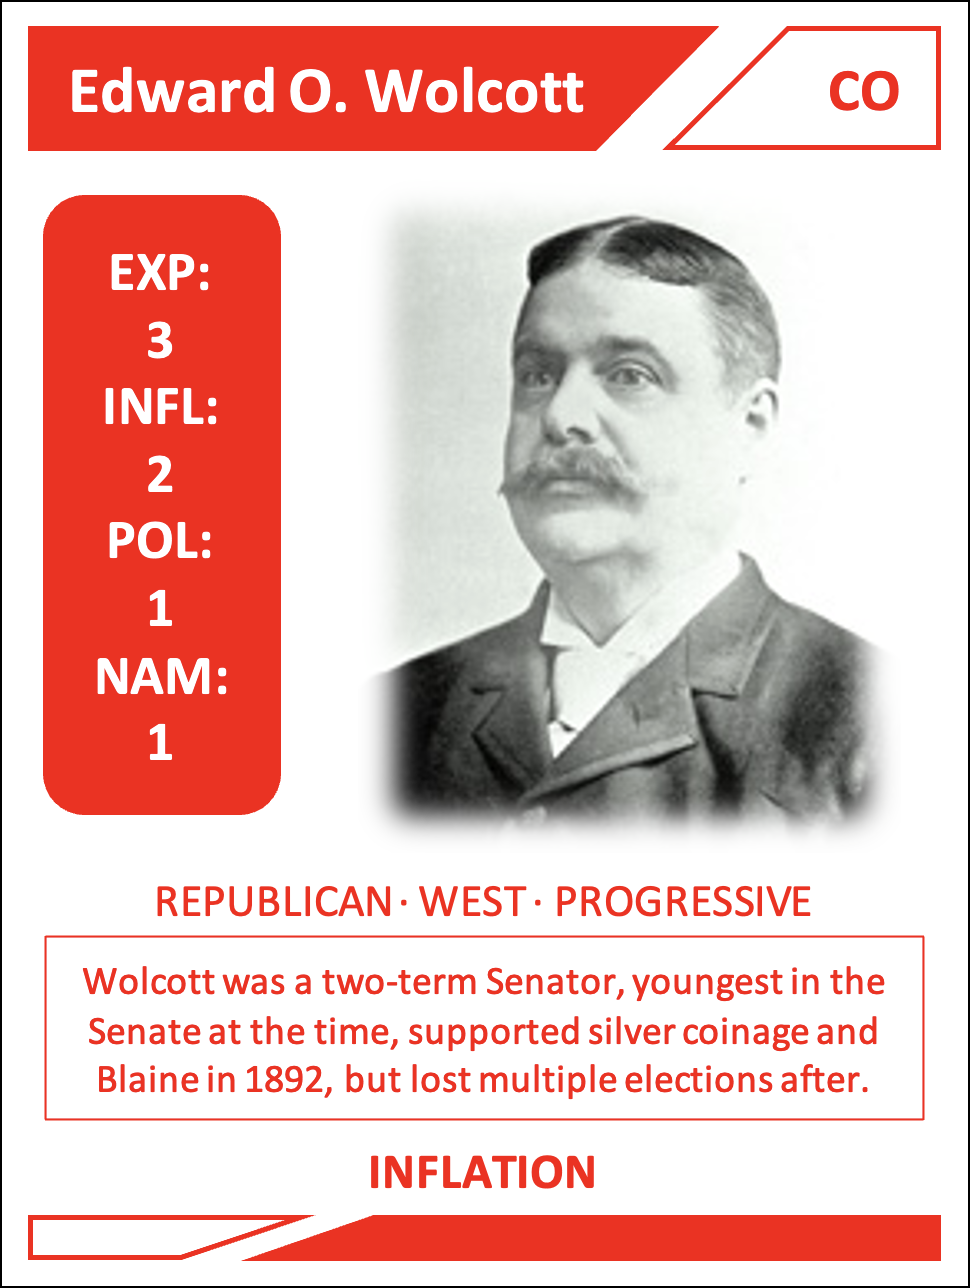 Edward O. Wolcott
CO
EXP:
3
INFL:
2
POL:
1
NAM:
1
REPUBLICAN · WEST · PROGRESSIVE
Wolcott was a two-term Senator, youngest in the
Senate at the time, supported silver coinage and
Blaine in 1892, but lost multiple elections after.
INFLATION